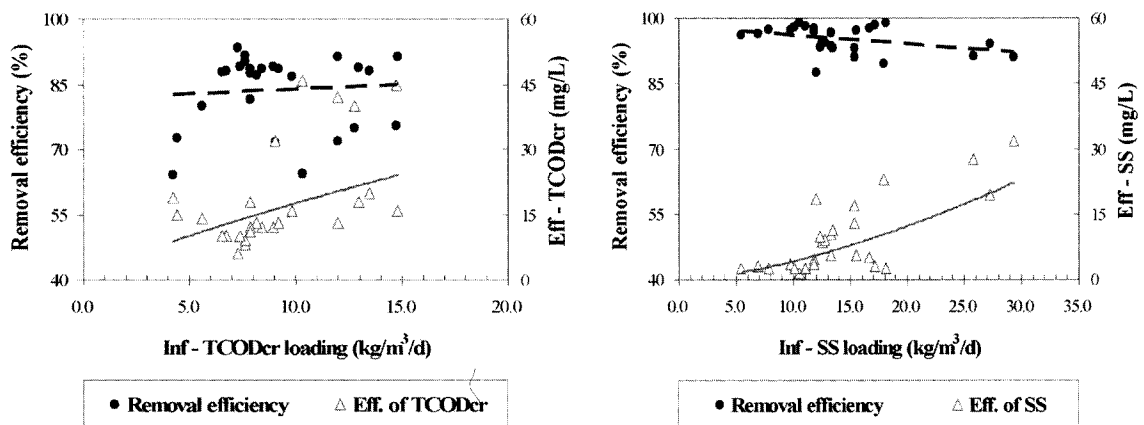 Removal efficiency (%)
100
85
70
55
40
60
45
30
15
0
Eff - TCODcr (mg/L)
0.0 5.0 10.0 15.0 20.0
Inf - TCODcr loading (kg/m³/d)
● Removal efficiency △ Eff. of TCODcr
Removal efficiency (%)
100
85
70
55
40
60
45
30
15
0
Eff - SS (mg/L)
0.0 5.0 10.0 15.0 20.0 25.0 30.0 35.0
Inf - SS loading (kg/m³/d)
● Removal efficiency △ Eff. of SS